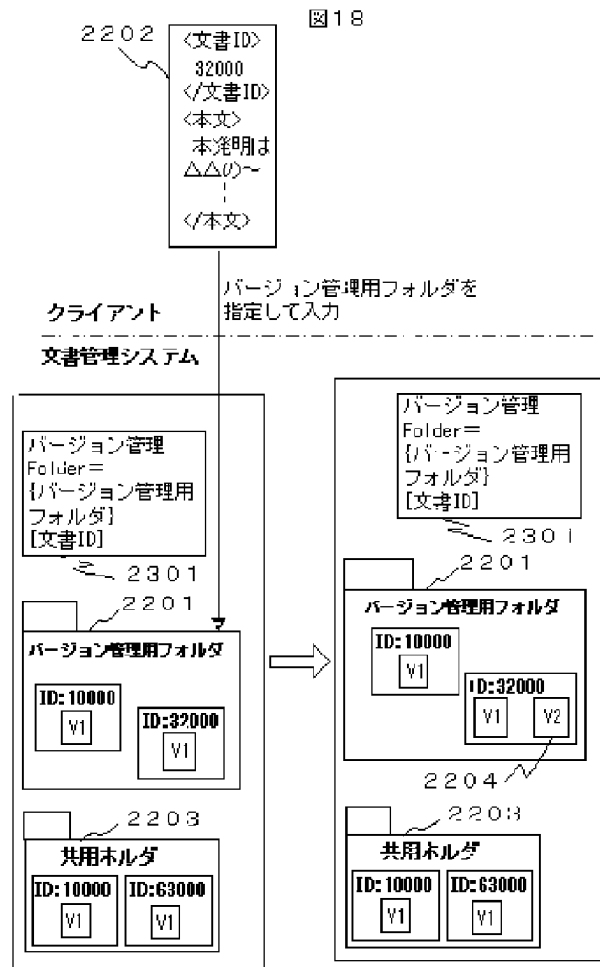 図18
2202
<文書ID>
32000
</文書ID>
<本文>
本発明は
△△の～
</本文>
バージョン管理用フォルダを
指定して入力
クライアント
文書管理システム
バージョン管理
Folder＝
{バージョン管理用
フォルダ}
[文書ID]
2301
2201
バージョン管理用フォルダ
ID:10000
V1
ID:32000
V1
2203
共用ホルダ
ID:10000
V1
ID:63000
V1
バージョン管理
Folder＝
{バージョン管理用
フォルダ}
[文書ID]
2301
2201
バージョン管理用フォルダ
ID:10000
V1
ID:32000
V1
V2
2204
2203
共用ホルダ
ID:10000
V1
ID:63000
V1